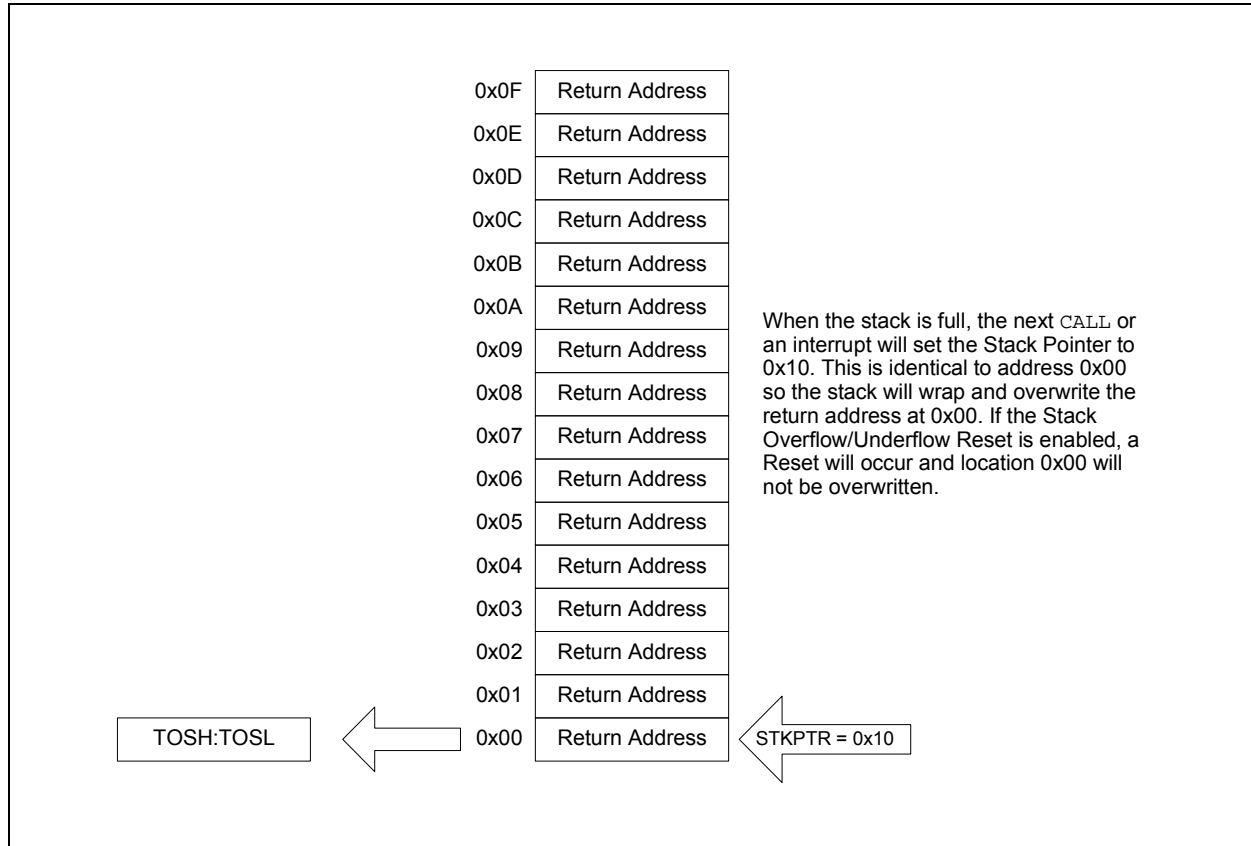 0x0F Return Address
0x0E Return Address
0x0D Return Address
0x0C Return Address
0x0B Return Address
0x0A Return Address
0x09 Return Address
0x08 Return Address
0x07 Return Address
0x06 Return Address
0x05 Return Address
0x04 Return Address
0x03 Return Address
0x02 Return Address
0x01 Return Address
TOSH:TOSL 0x00 Return Address STKPTR = 0x10
When the stack is full, the next CALL or
an interrupt will set the Stack Pointer to
0x10. This is identical to address 0x00
so the stack will wrap and overwrite the
return address at 0x00. If the Stack
Overflow/Underflow Reset is enabled, a
Reset will occur and location 0x00 will
not be overwritten.